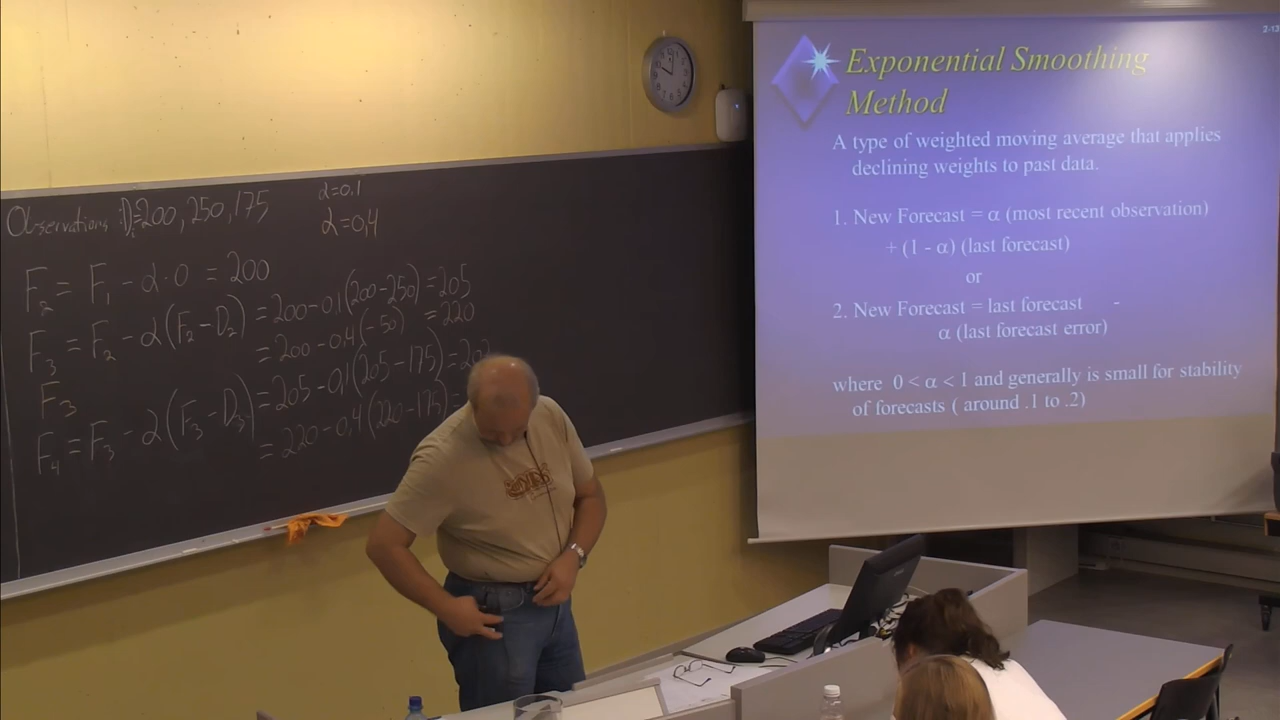 Observations: Di=200, 250, 175
α=0.1
α=0,4
F2 = F1 - α·0 = 200
F3 = F2 - α(F2-D2) = 200-0,1(200-250) = 205
= 200-0,4(-50) = 220
F3
F4 = F3 - α(F3-D3) = 205-0,1(205-175) =
= 220-0,4(220-175) =
2-13
Exponential Smoothing
Method
A type of weighted moving average that applies
declining weights to past data.
1. New Forecast = α (most recent observation)
+ (1 - α) (last forecast)
or
2. New Forecast = last forecast -
α (last forecast error)
where 0 < α < 1 and generally is small for stability
of forecasts ( around .1 to .2)